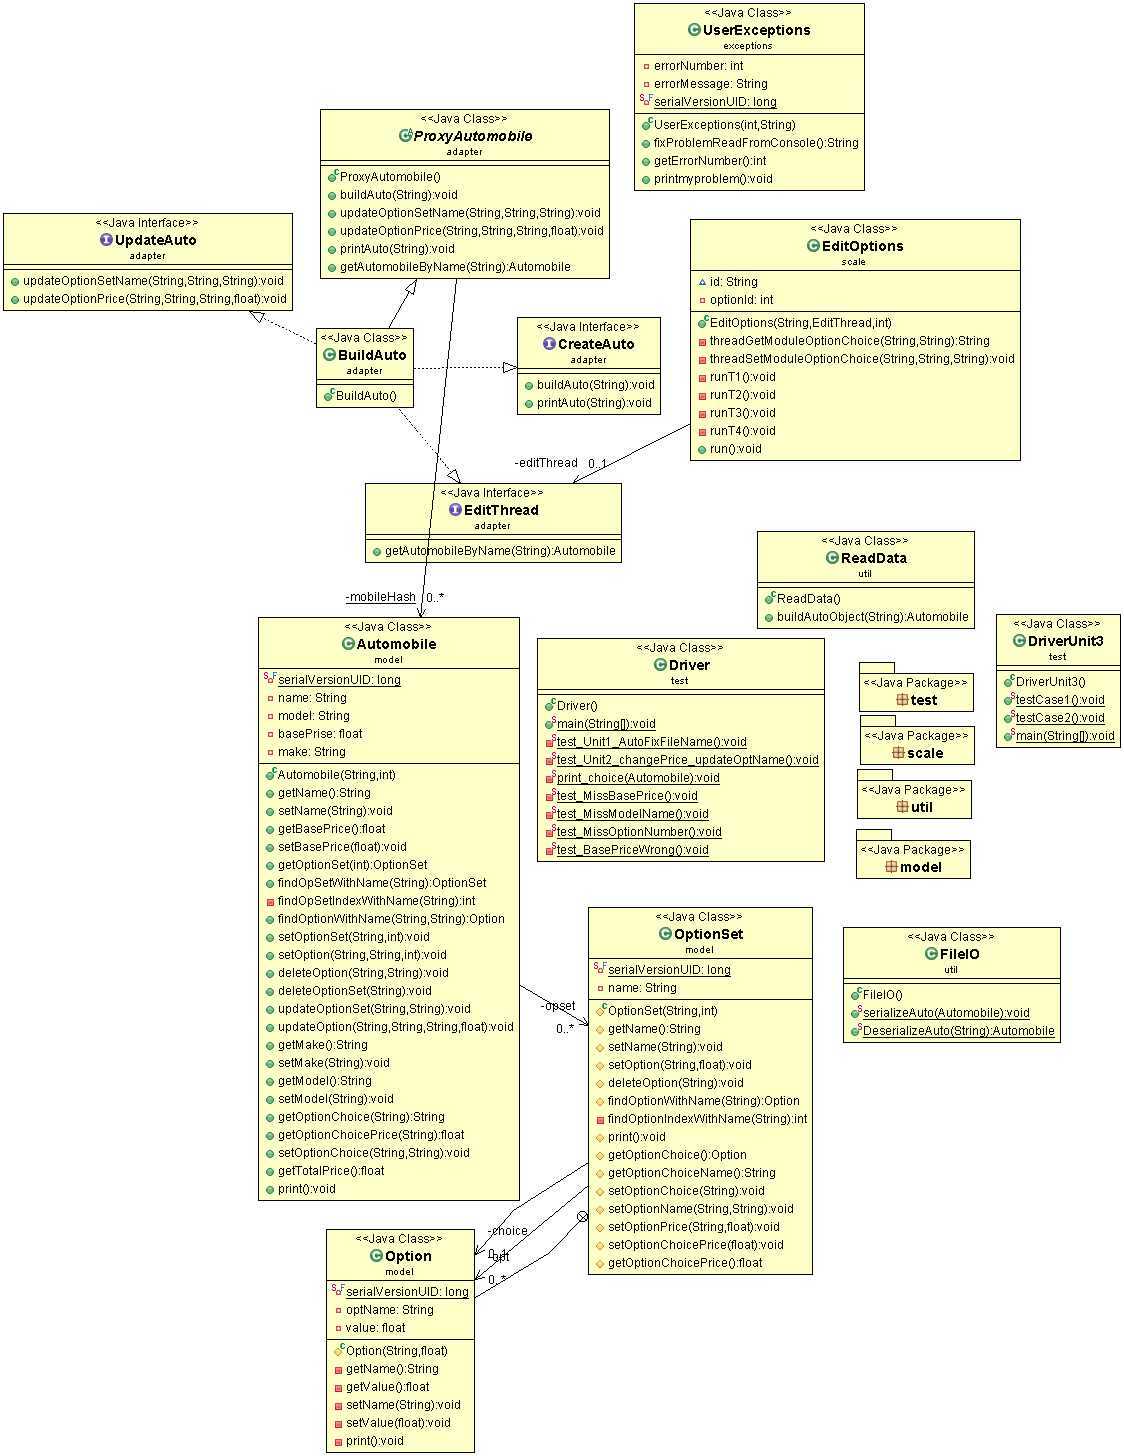 <<Java Class>>
UserExceptions
exceptions
errorNumber: int
errorMessage: String
serialVersionUID: long
UserExceptions(int,String)
fixProblemReadFromConsole():String
getErrorNumber():int
printmyproblem():void
<<Java Class>>
ProxyAutomobile
adapter
ProxyAutomobile()
buildAuto(String):void
updateOptionSetName(String,String,String):void
updateOptionPrice(String,String,String,float):void
printAuto(String):void
getAutomobileByName(String):Automobile
<<Java Interface>>
UpdateAuto
adapter
updateOptionSetName(String,String,String):void
updateOptionPrice(String,String,String,float):void
<<Java Class>>
EditOptions
scale
id: String
optionId: int
EditOptions(String,EditThread,int)
threadGetModuleOptionChoice(String,String):String
threadSetModuleOptionChoice(String,String,String):void
runT1():void
runT2():void
runT3():void
runT4():void
run():void
<<Java Class>>
BuildAuto
adapter
BuildAuto()
<<Java Interface>>
CreateAuto
adapter
buildAuto(String):void
printAuto(String):void
-editThread 0..1
<<Java Interface>>
EditThread
adapter
getAutomobileByName(String):Automobile
<<Java Class>>
ReadData
util
ReadData()
buildAutoObject(String):Automobile
-mobileHash 0..*
<<Java Class>>
Automobile
model
serialVersionUID: long
name: String
model: String
basePrise: float
make: String
Automobile(String,int)
getName():String
setName(String):void
getBasePrice():float
setBasePrice(float):void
getOptionSet(int):OptionSet
findOpSetWithName(String):OptionSet
findOpSetIndexWithName(String):int
findOptionWithName(String,String):Option
setOptionSet(String,int):void
setOption(String,String,int):void
deleteOption(String,String):void
deleteOptionSet(String):void
updateOptionSet(String,String):void
updateOption(String,String,String,float):void
getMake():String
setMake(String):void
getModel():String
setModel(String):void
getOptionChoice(String):String
getOptionChoicePrice(String):float
setOptionChoice(String,String):void
getTotalPrice():float
print():void
<<Java Class>>
Driver
test
Driver()
main(String[]):void
test_Unit1_AutoFixFileName():void
test_Unit2_changePrice_updateOptName():void
print_choice(Automobile):void
test_MissBasePrice():void
test_MissModelName():void
test_MissOptionNumber():void
test_BasePriceWrong():void
<<Java Class>>
DriverUnit3
test
DriverUnit3()
testCase1():void
testCase2():void
main(String[]):void
<<Java Package>>
test
<<Java Package>>
scale
<<Java Package>>
util
<<Java Package>>
model
-opset
0..*
<<Java Class>>
OptionSet
model
serialVersionUID: long
name: String
OptionSet(String,int)
getName():String
setName(String):void
setOption(String,float):void
deleteOption(String):void
findOptionWithName(String):Option
findOptionIndexWithName(String):int
print():void
getOptionChoice():Option
getOptionChoiceName():String
setOptionChoice(String):void
setOptionName(String,String):void
setOptionPrice(String,float):void
setOptionChoicePrice(float):void
getOptionChoicePrice():float
<<Java Class>>
FileIO
util
FileIO()
serializeAuto(Automobile):void
DeserializeAuto(String):Automobile
-choice
0..*
<<Java Class>>
Option
model
serialVersionUID: long
optName: String
value: float
Option(String,float)
getName():String
getValue():float
setName(String):void
setValue(float):void
print():void